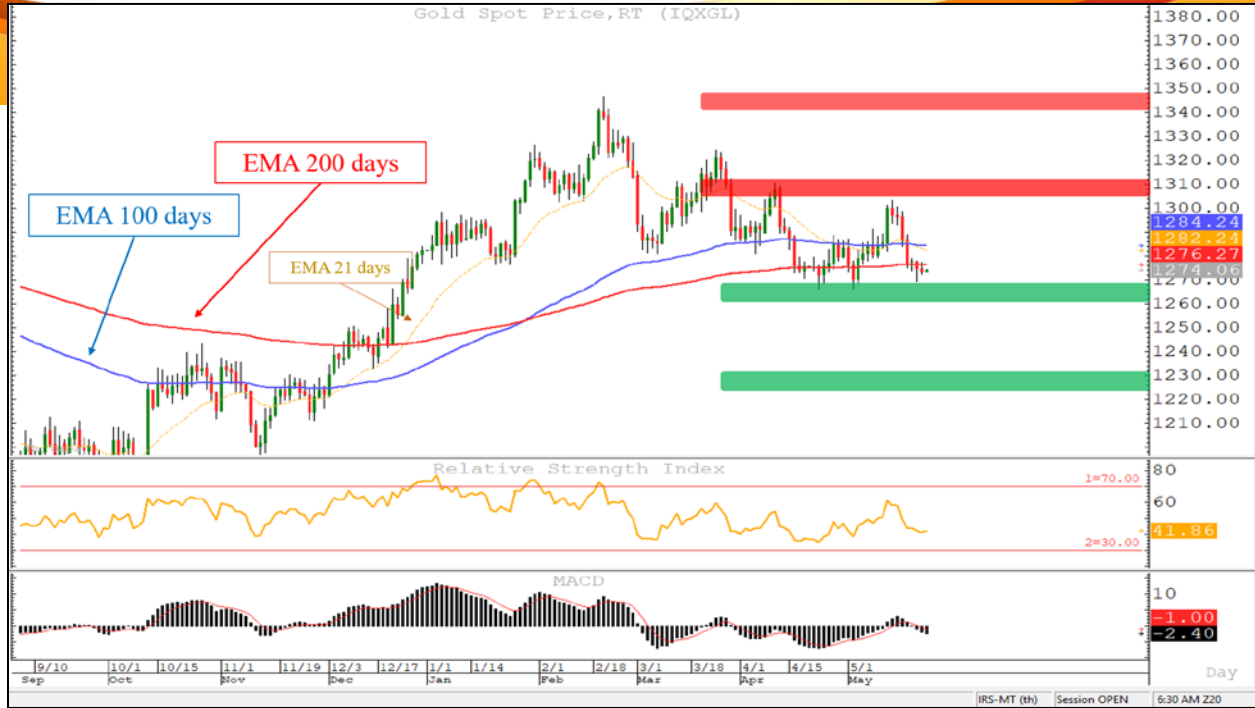 Gold Spot Price,RT (IQXGL)
1380.00
1370.00
1360.00
1350.00
1340.00
1330.00
1320.00
1310.00
1300.00
1284.24
1282.24
1276.27
1274.06
1270.00
1260.00
1250.00
1240.00
1230.00
1220.00
1210.00
EMA 200 days
EMA 100 days
EMA 21 days
Relative Strength Index
1=70.00
2=30.00
80
60
41.86
MACD
10
-1.00
-2.40
9/10 10/1 10/15 11/1 11/19 12/3 12/17 1/1 1/14 2/1 2/18 3/1 3/18 4/1 4/15 5/1
Sep Oct Nov Dec Jan Feb Mar Apr May
Day
IRS-MT (th) Session OPEN 6:30 AM Z20